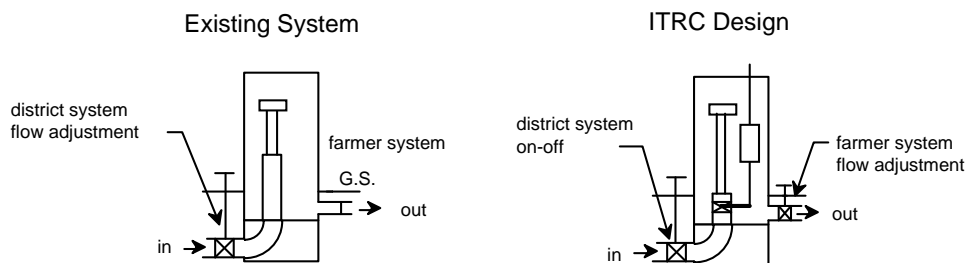 Existing System
district system
flow adjustment
farmer system
G.S.
out
in
ITRC Design
district system
on-off
farmer system
flow adjustment
out
in